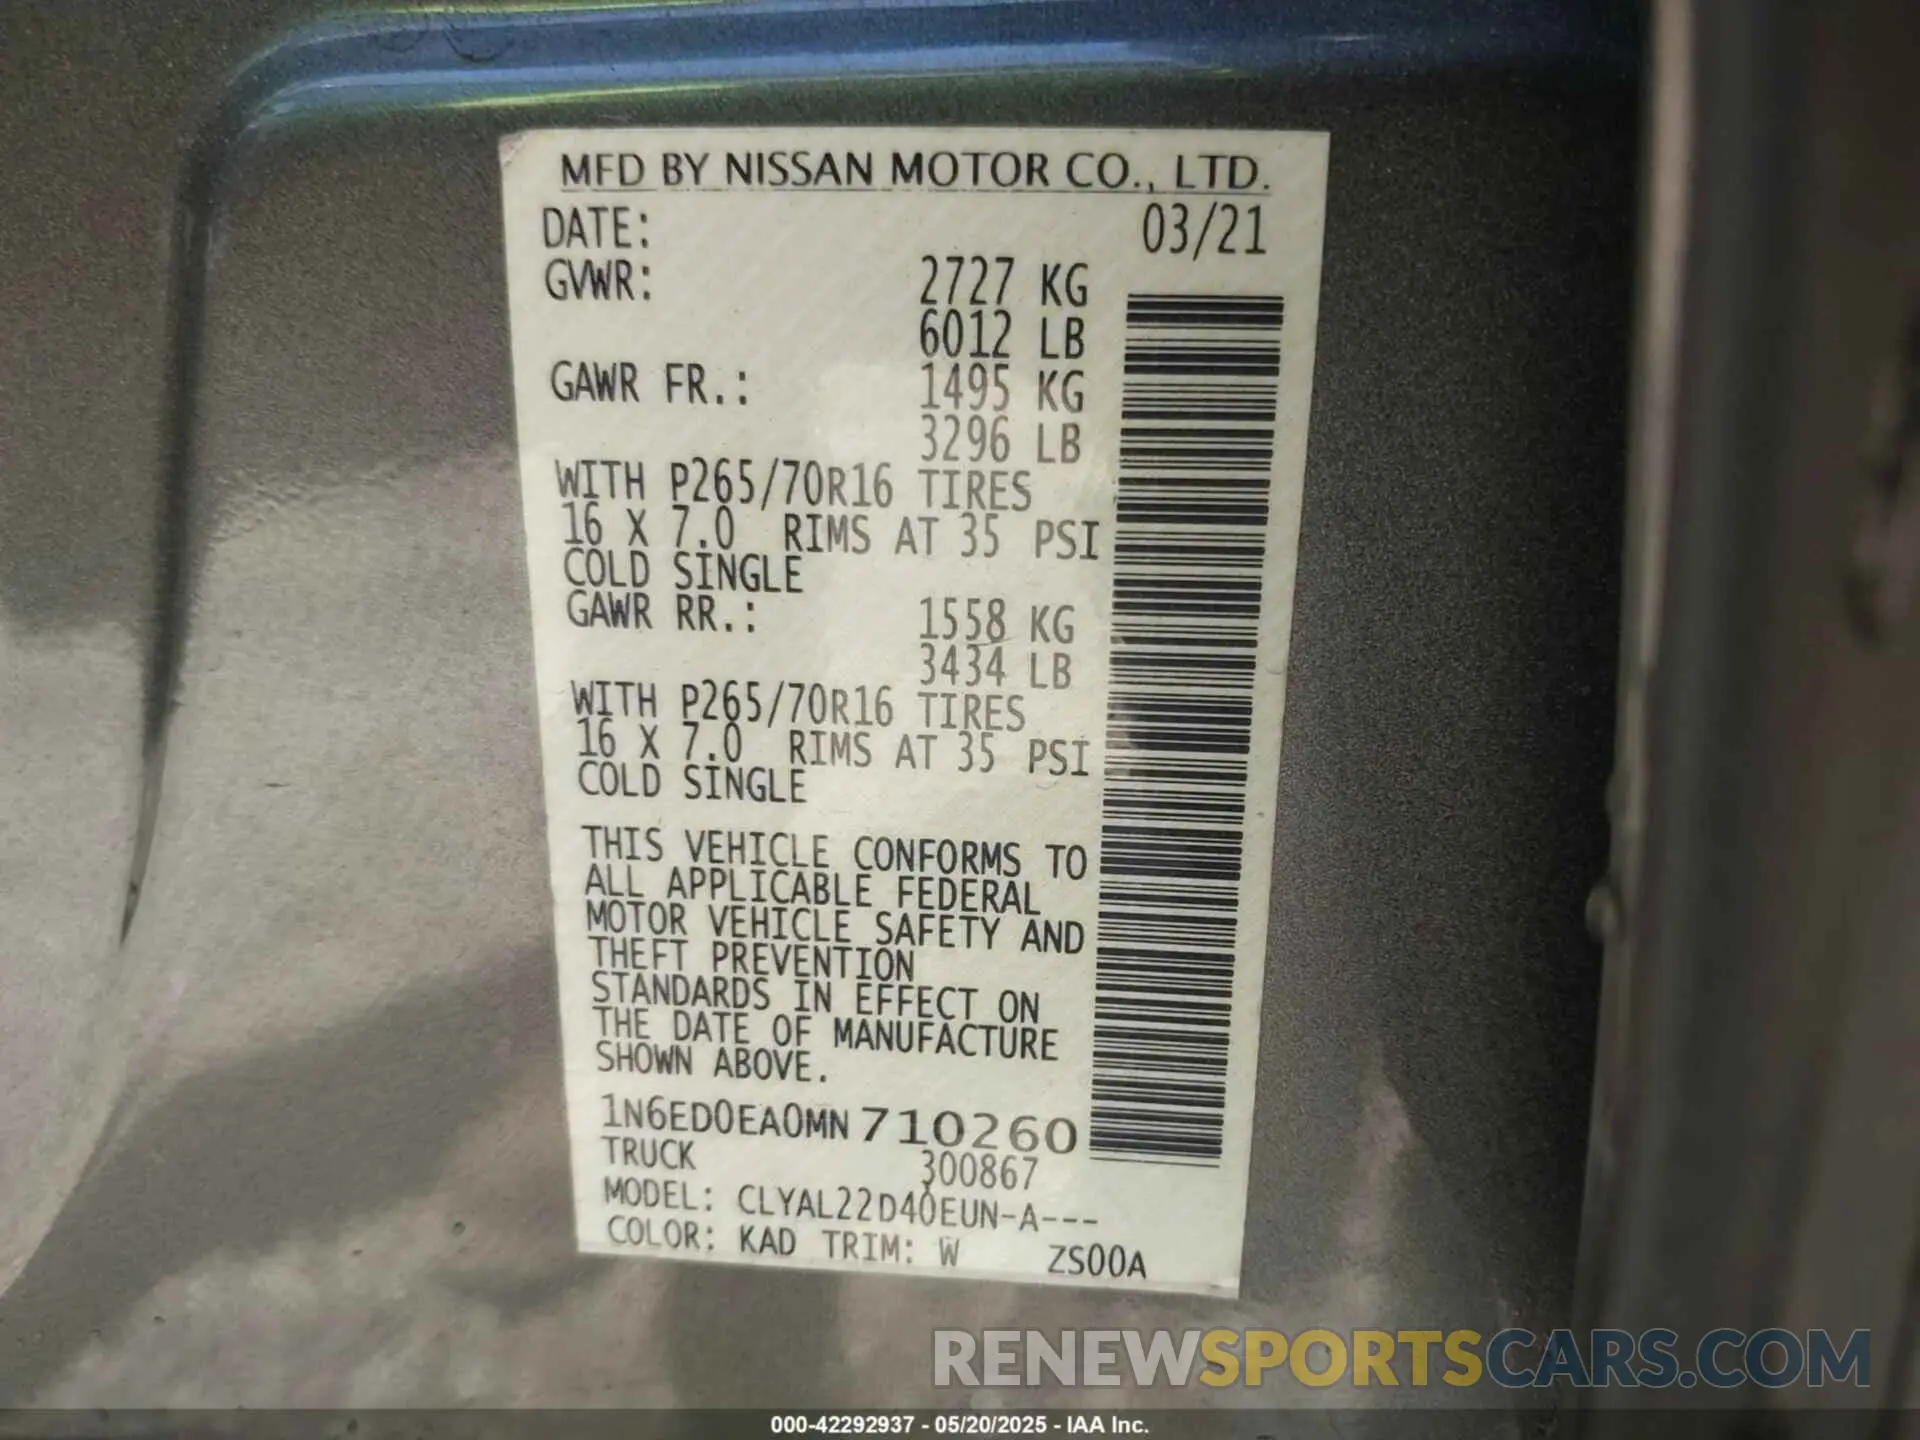 MFD BY NISSAN MOTOR CO., LTD.
DATE: 03/21
GVWR: 2727 KG
6012 LB
GAWR FR.: 1495 KG
3296 LB
WITH P265/70R16 TIRES
16 X 7.0 RIMS AT 35 PSI
COLD SINGLE
GAWR RR.: 1558 KG
3434 LB
WITH P265/70R16 TIRES
16 X 7.0 RIMS AT 35 PSI
COLD SINGLE
THIS VEHICLE CONFORMS TO
ALL APPLICABLE FEDERAL
MOTOR VEHICLE SAFETY AND
THEFT PREVENTION
STANDARDS IN EFFECT ON
THE DATE OF MANUFACTURE
SHOWN ABOVE.
1N6ED0EA0MN710260
TRUCK 300867
MODEL: CLYAL22D40EUN-A---
COLOR: KAD TRIM: W ZS00A
RENEWSPORTSCARS.COM
000-42292937 - 05/20/2025 - IAA Inc.